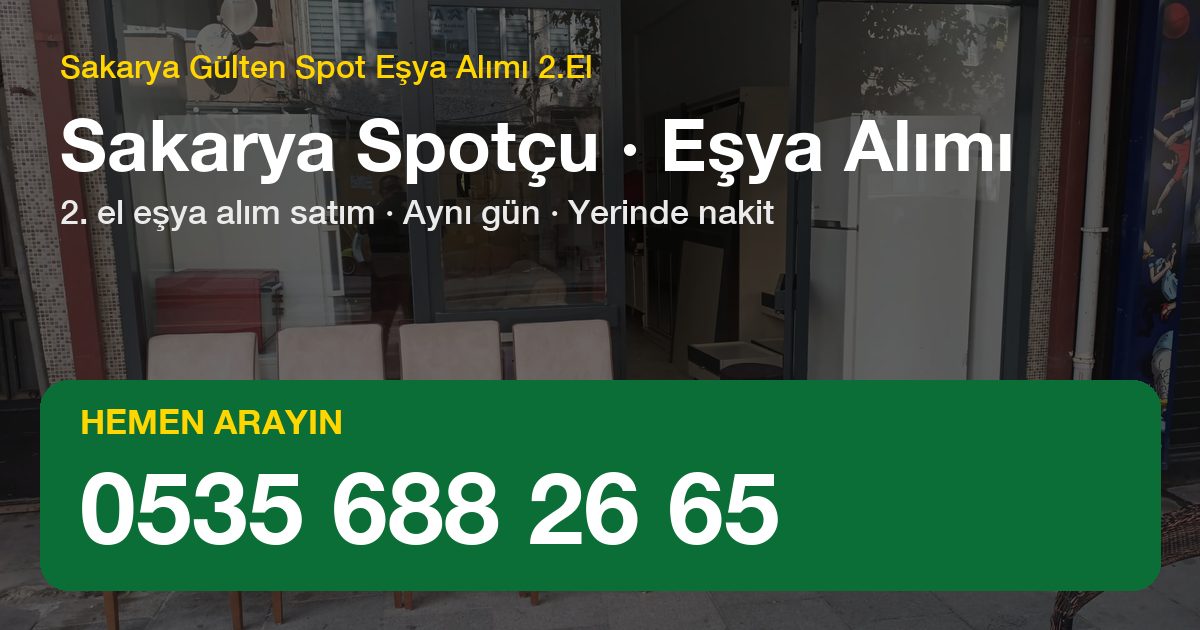 Sakarya Gülten Spot Eşya Alımı 2.El
Sakarya Spotçu · Eşya Alımı
2. el eşya alım satım · Aynı gün · Yerinde nakit
HEMEN ARAYIN
0535 688 26 65